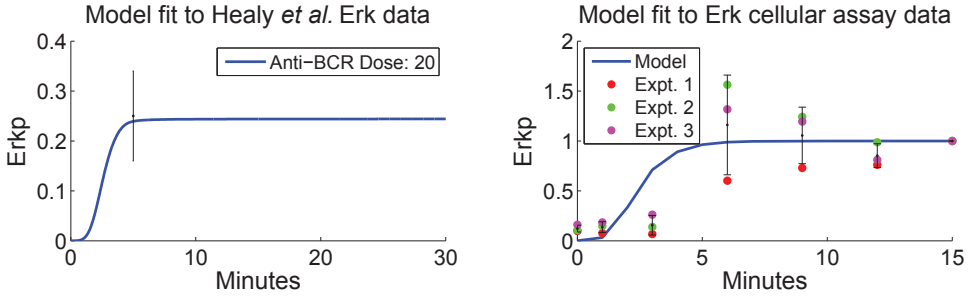 Model fit to Healy et al. Erk data
Erkp
0.4
0.3
0.2
0.1
0
Anti−BCR Dose: 20
0 10 20 30
Minutes
Model fit to Erk cellular assay data
Erkp
2
1.5
1
0.5
0
Model
Expt. 1
Expt. 2
Expt. 3
0 5 10 15
Minutes